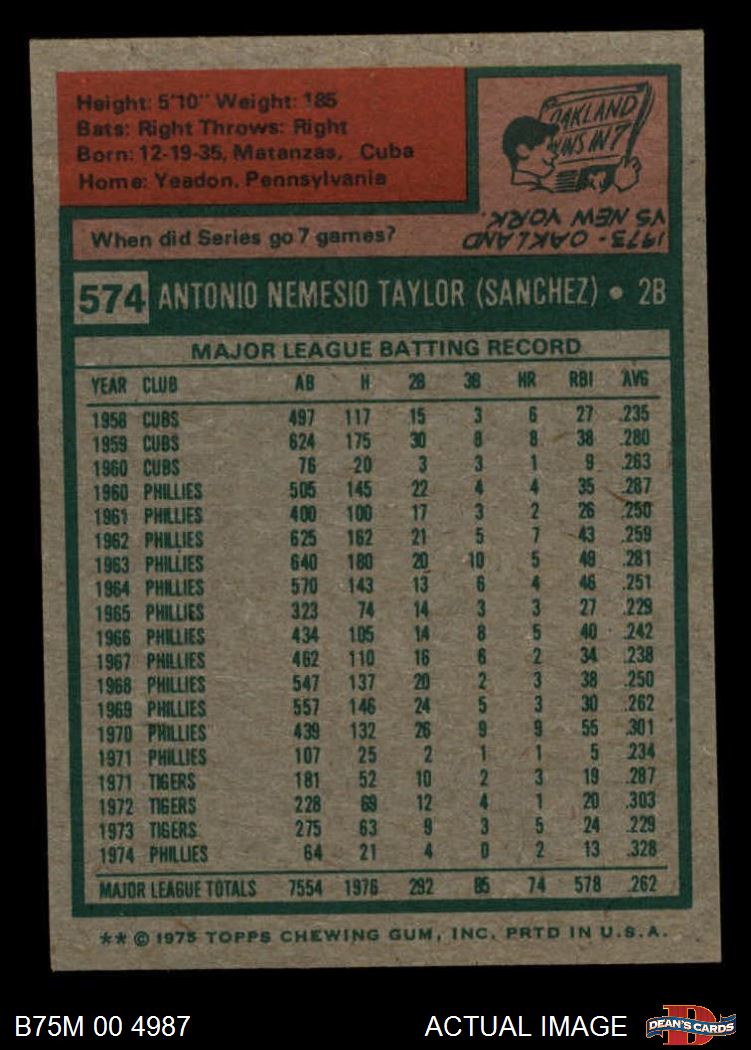 Height: 5'10" Weight: 185
Bats: Right Throws: Right
Born: 12-19-35, Matanzas, Cuba
Home: Yeadon, Pennsylvania
OAKLAND
WINS IN 7
When did Series go 7 games?
1973 - OAKLAND
VS NEW YORK.
574 ANTONIO NEMESIO TAYLOR (SANCHEZ) • 2B
MAJOR LEAGUE BATTING RECORD
YEAR CLUB AB H 2B 3B HR RBI AVG
1958 CUBS 497 117 15 3 6 27 .235
1959 CUBS 624 175 30 8 8 38 .280
1960 CUBS 76 20 3 3 1 9 .263
1960 PHILLIES 505 145 22 4 4 35 .287
1961 PHILLIES 400 100 17 3 2 26 .250
1962 PHILLIES 625 162 21 5 7 43 .259
1963 PHILLIES 640 180 20 10 5 49 .281
1964 PHILLIES 570 143 13 6 4 46 .251
1965 PHILLIES 323 74 14 3 3 27 .229
1966 PHILLIES 434 105 14 8 5 40 .242
1967 PHILLIES 462 110 16 6 2 34 .238
1968 PHILLIES 547 137 20 2 3 38 .250
1969 PHILLIES 557 146 24 5 3 30 .262
1970 PHILLIES 439 132 26 9 9 55 .301
1971 PHILLIES 107 25 2 1 1 5 .234
1971 TIGERS 181 52 10 2 3 19 .287
1972 TIGERS 228 69 12 4 1 20 .303
1973 TIGERS 275 63 9 3 5 24 .229
1974 PHILLIES 64 21 4 0 2 13 .328
MAJOR LEAGUE TOTALS 7554 1976 292 85 74 578 .262
** © 1975 TOPPS CHEWING GUM, INC. PRTD IN U.S.A.
B75M 00 4987 ACTUAL IMAGE
D
DEAN'S CARDS